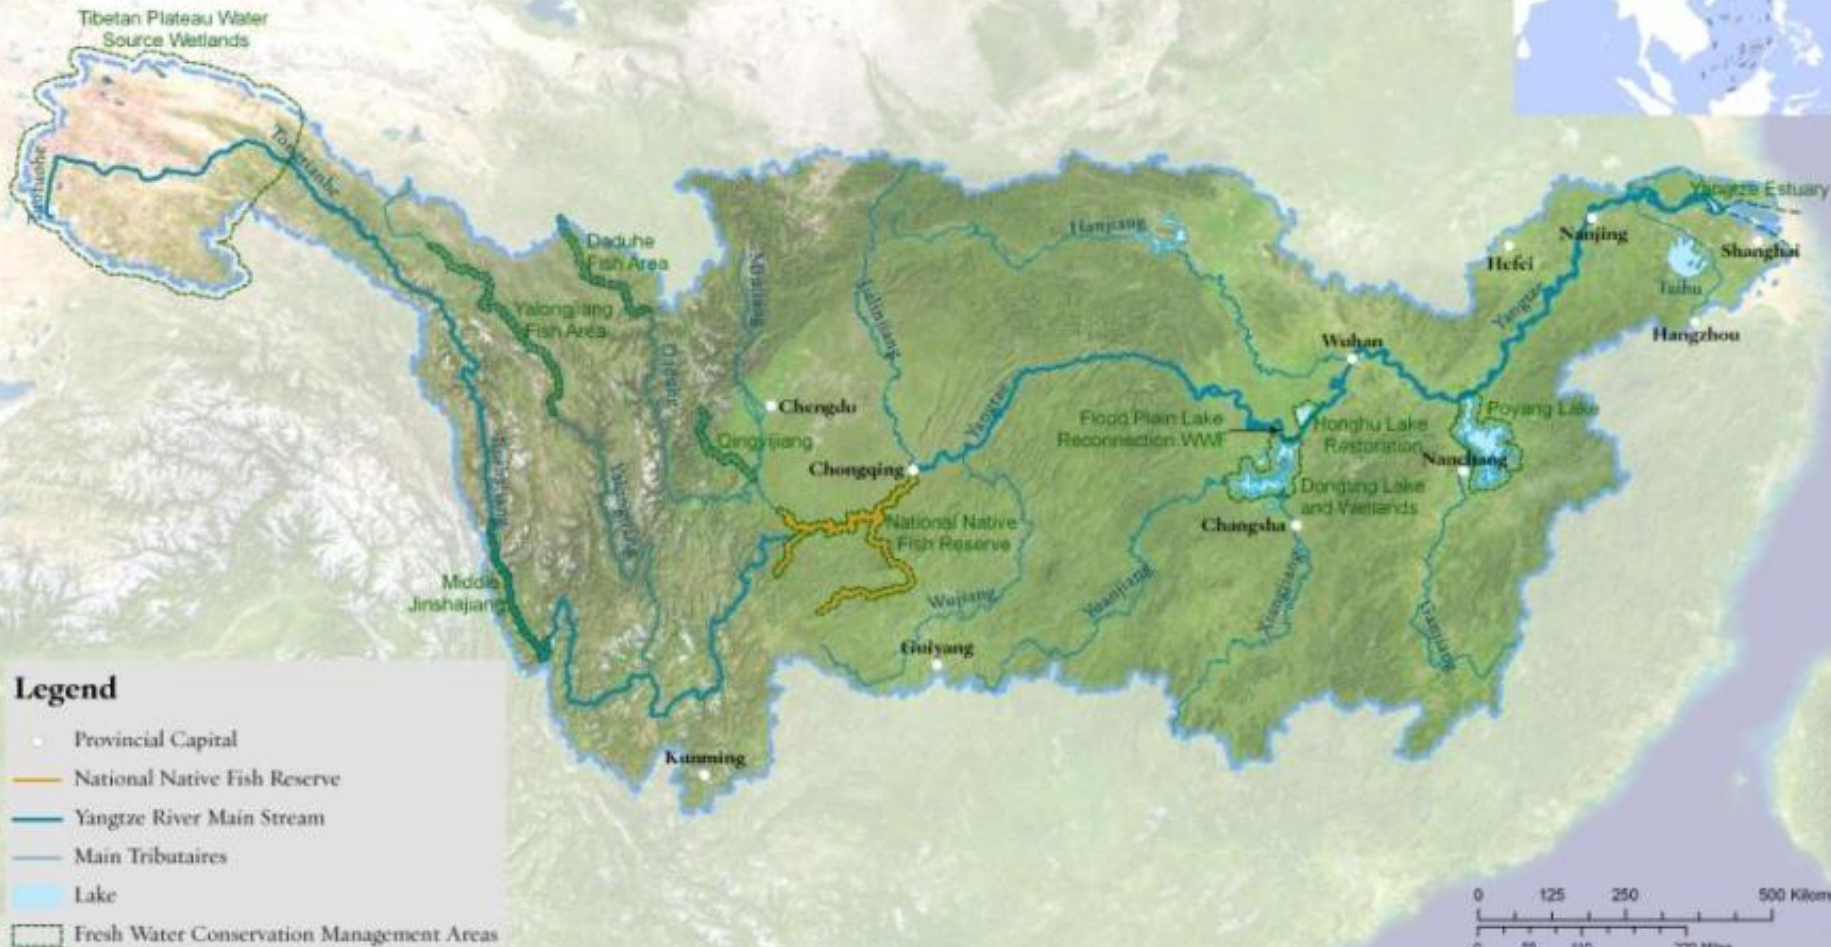 Tibetan Plateau Water
Source Wetlands
Tongtianhe
Daduhe
Fish Area
Yalongjiang
Fish Area
Hanjiang
Yangtze Estuary
Nanjing
Shanghai
Hefei
Taihu
Yangtze
Hangzhou
Wuhan
Chengdu
Yangtze
Flood Plain Lake
Reconnection.WWF
Honghu Lake
Restoration
Poyang Lake
Qingyijiang
Chongqing
Nanchang
Dongting Lake
and Wetlands
Changsha
National Native
Fish Reserve
Middle
Jinshajiang
Wujiang
Yuanjiang
Xiangjiang
Ganjiang
Guiyang
Kunming
Legend
Provincial Capital
National Native Fish Reserve
Yangtze River Main Stream
Main Tributaires
Lake
Fresh Water Conservation Management Areas
0 125 250 500 Kilom